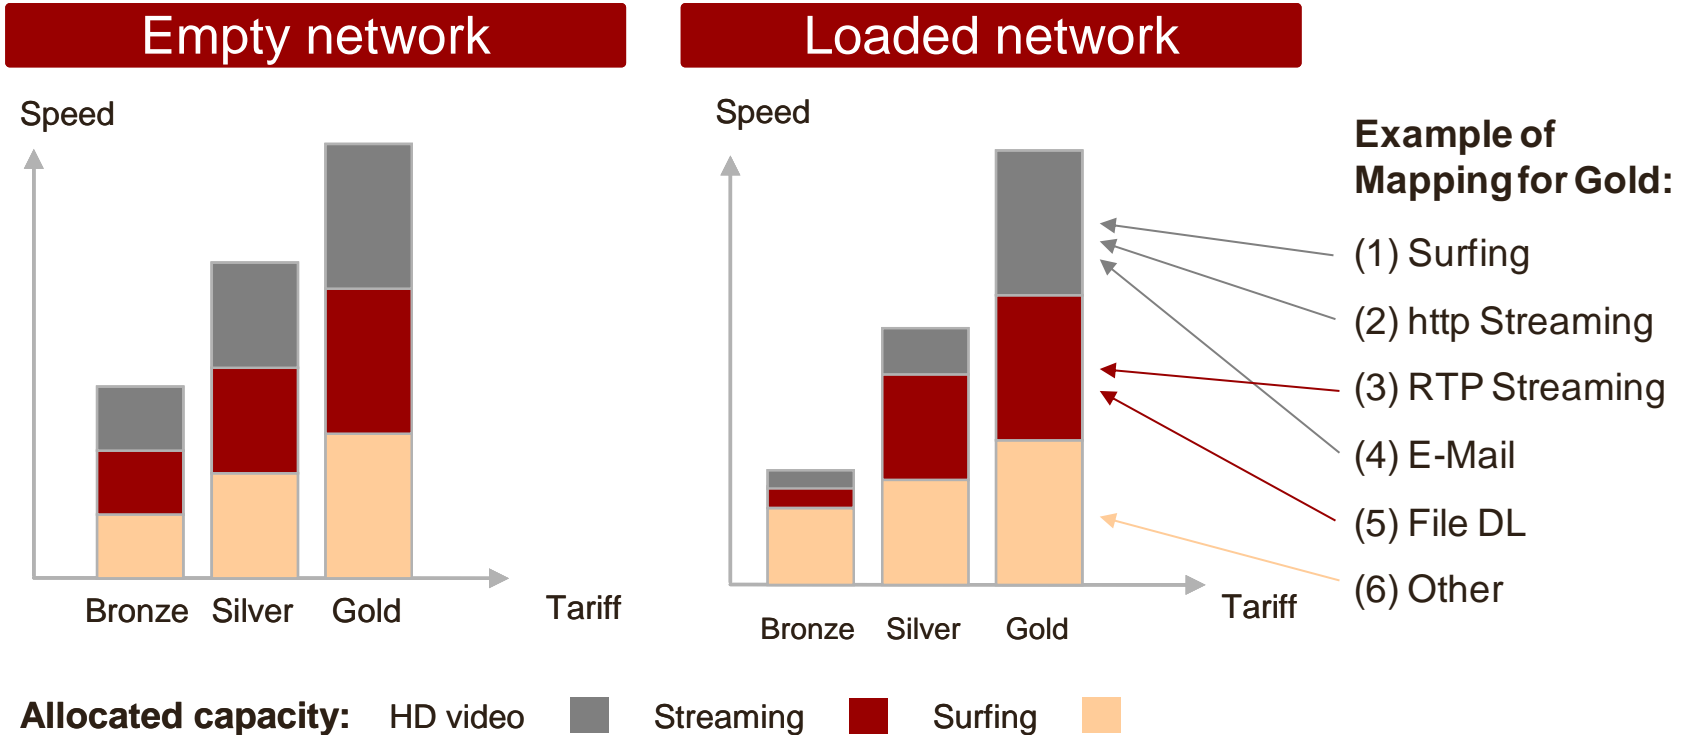 Empty network
Loaded network
Speed
Bronze
Silver
Gold
Tariff
Speed
Bronze
Silver
Gold
Tariff
Example of
Mapping for Gold:
(1) Surfing
(2) http Streaming
(3) RTP Streaming
(4) E-Mail
(5) File DL
(6) Other
Allocated capacity: HD video Streaming Surfing